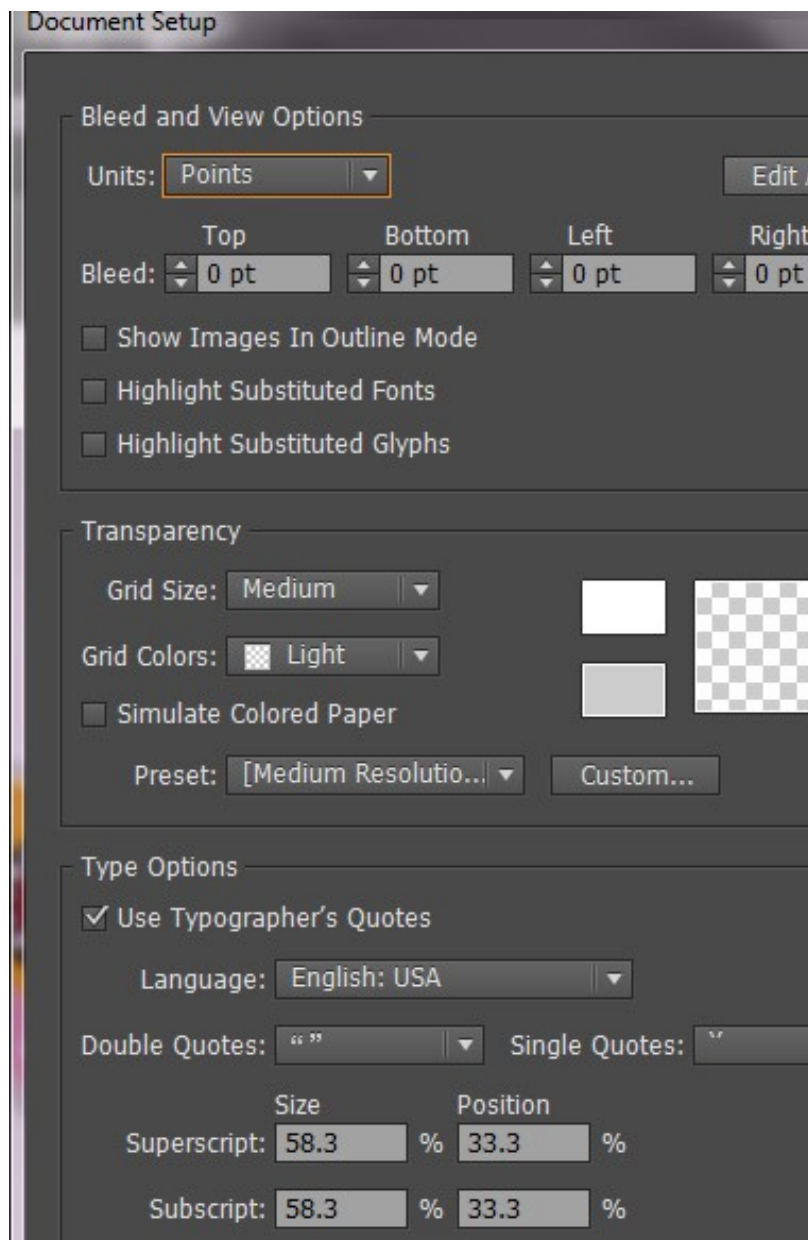 Document Setup
Bleed and View Options
Units: Points Edit
Top Bottom Left Right
Bleed: 0 pt 0 pt 0 pt 0 pt
Show Images In Outline Mode
Highlight Substituted Fonts
Highlight Substituted Glyphs
Transparency
Grid Size: Medium
Grid Colors: Light
Simulate Colored Paper
Preset: [Medium Resolutio... Custom...
Type Options
Use Typographer’s Quotes
Language: English: USA
Double Quotes: “ ” Single Quotes: ‘’
Size Position
Superscript: 58.3 % 33.3 %
Subscript: 58.3 % 33.3 %